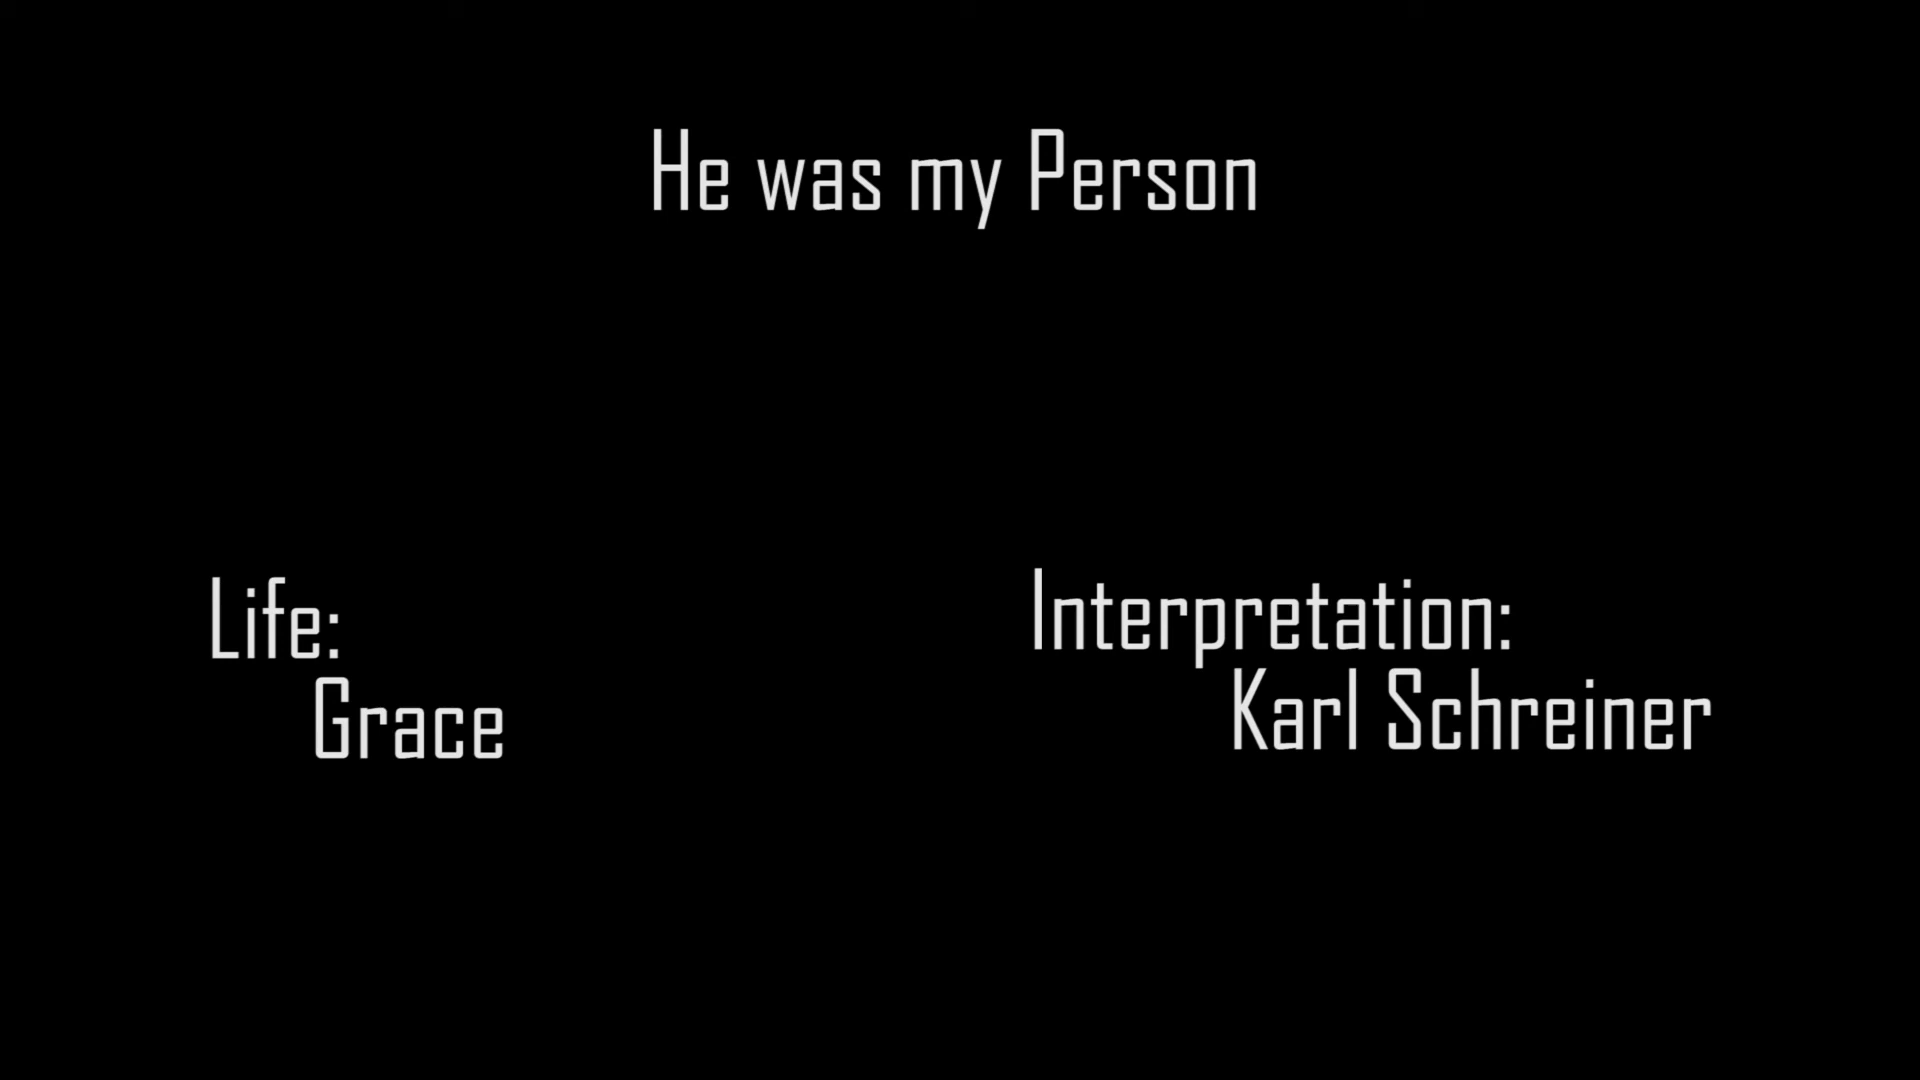 He was my Person
Life:
Grace
Interpretation:
Karl Schreiner